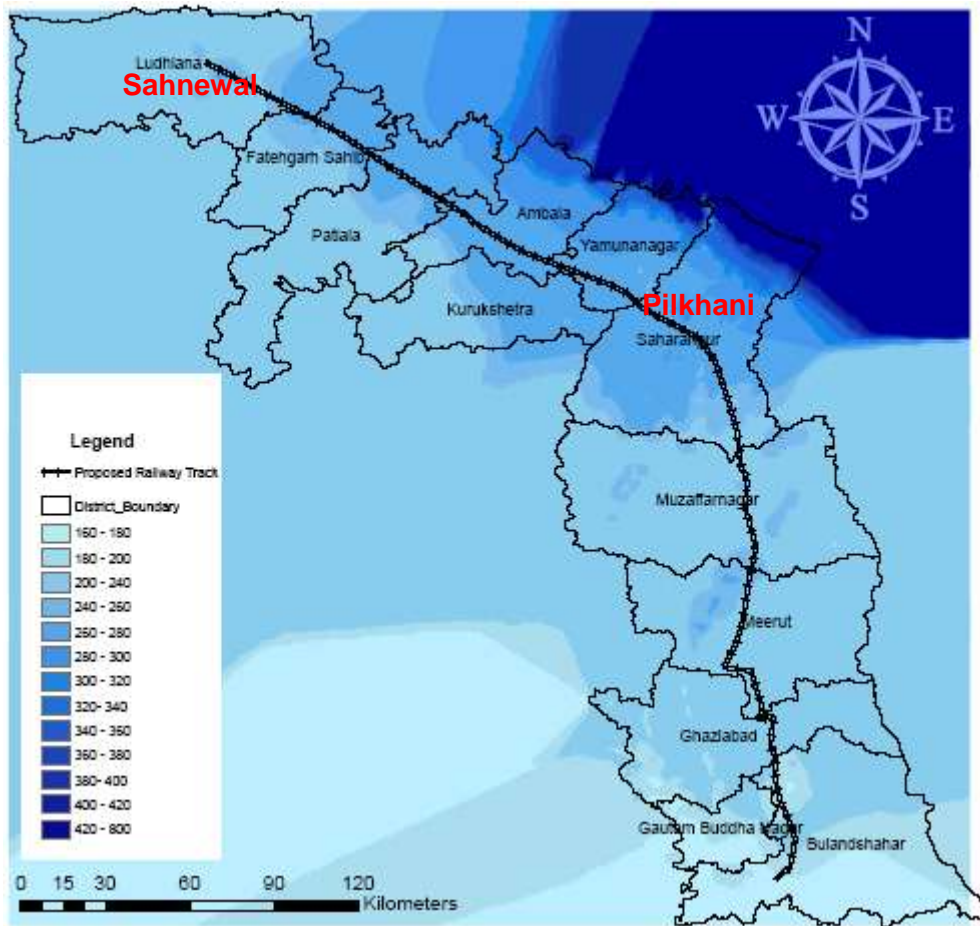 N
W E
S
Ludhiana
Sahnewal
Fatehgarh Sahib
Ambala
Patiala
Yamunanagar
Kurukshetra
Pilkhani
Saharanpur
Legend
Proposed Railway Track
District_Boundary
160 - 180
180 - 200
200 - 240
240 - 260
260 - 280
280 - 300
300 - 320
320- 340
340 - 360
360 - 380
380- 400
400 - 420
420 - 800
Muzaffarnagar
Meerut
Ghaziabad
Gautam Buddha Nagar
Bulandshahar
0 15 30 60 90 120
Kilometers